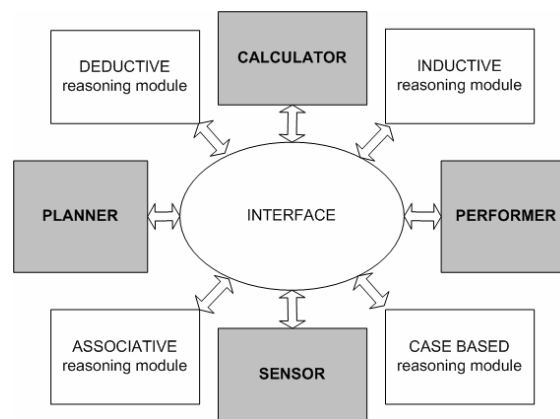 DEDUCTIVE
reasoning module
CALCULATOR
INDUCTIVE
reasoning module
PLANNER
INTERFACE
PERFORMER
ASSOCIATIVE
reasoning module
SENSOR
CASE BASED
reasoning module